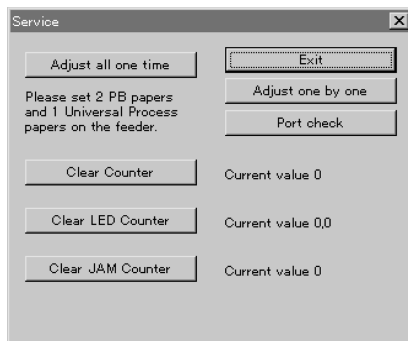 Service
Adjust all one time
Exit
Please set 2 PB papers
and 1 Universal Process
papers on the feeder.
Adjust one by one
Port check
Clear Counter
Current value 0
Clear LED Counter
Current value 0,0
Clear JAM Counter
Current value 0